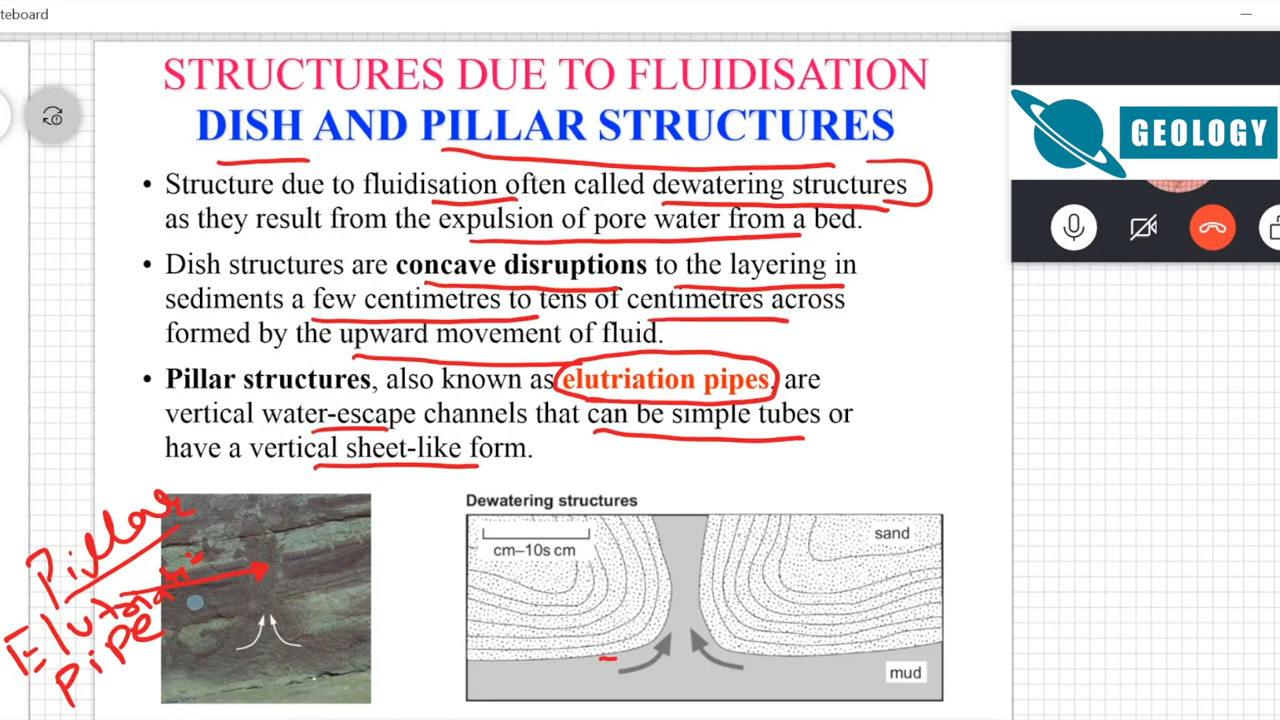 teboard
STRUCTURES DUE TO FLUIDISATION
DISH AND PILLAR STRUCTURES
GEOLOGY
• Structure due to fluidisation often called dewatering structures
as they result from the expulsion of pore water from a bed.
• Dish structures are concave disruptions to the layering in
sediments a few centimetres to tens of centimetres across
formed by the upward movement of fluid.
• Pillar structures, also known as elutriation pipes, are
vertical water-escape channels that can be simple tubes or
have a vertical sheet-like form.
Pillar
Elutriatio
Pipe
Dewatering structures
cm–10s cm
sand
mud